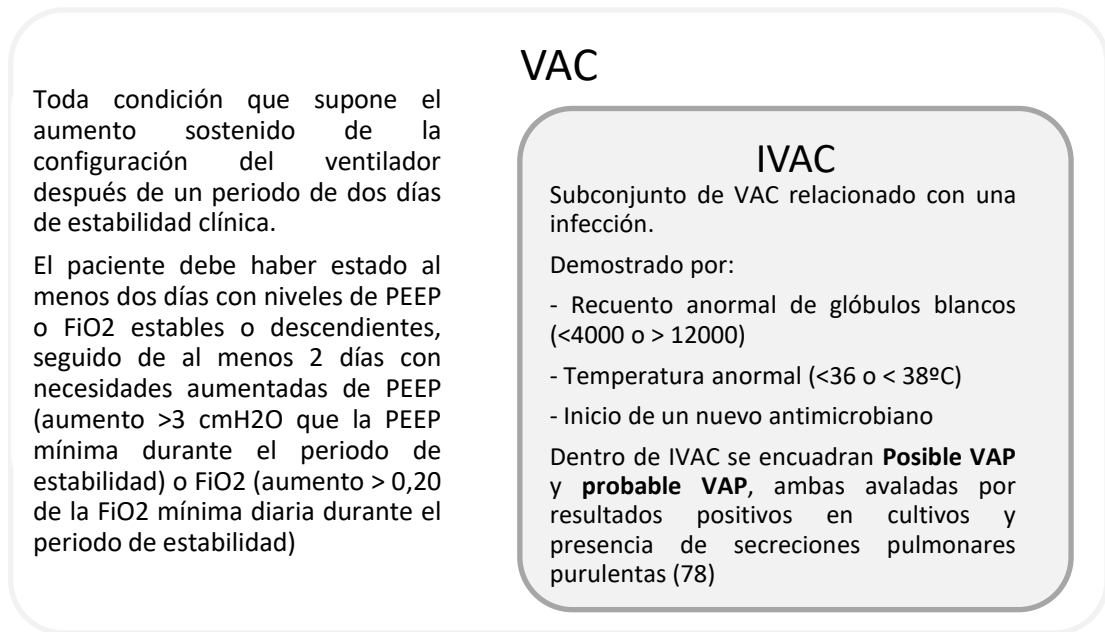 VAC
Toda condición que supone el
aumento sostenido de la
configuración del ventilador
después de un periodo de dos días
de estabilidad clínica.
El paciente debe haber estado al
menos dos días con niveles de PEEP
o FiO2 estables o descendientes,
seguido de al menos 2 días con
necesidades aumentadas de PEEP
(aumento >3 cmH2O que la PEEP
mínima durante el periodo de
estabilidad) o FiO2 (aumento > 0,20
de la FiO2 mínima diaria durante el
periodo de estabilidad)
IVAC
Subconjunto de VAC relacionado con una
infección.
Demostrado por:
- Recuento anormal de glóbulos blancos
(<4000 o > 12000)
- Temperatura anormal (<36 o < 38ºC)
- Inicio de un nuevo antimicrobiano
Dentro de IVAC se encuadran Posible VAP
y probable VAP, ambas avaladas por
resultados positivos en cultivos y
presencia de secreciones pulmonares
purulentas (78)